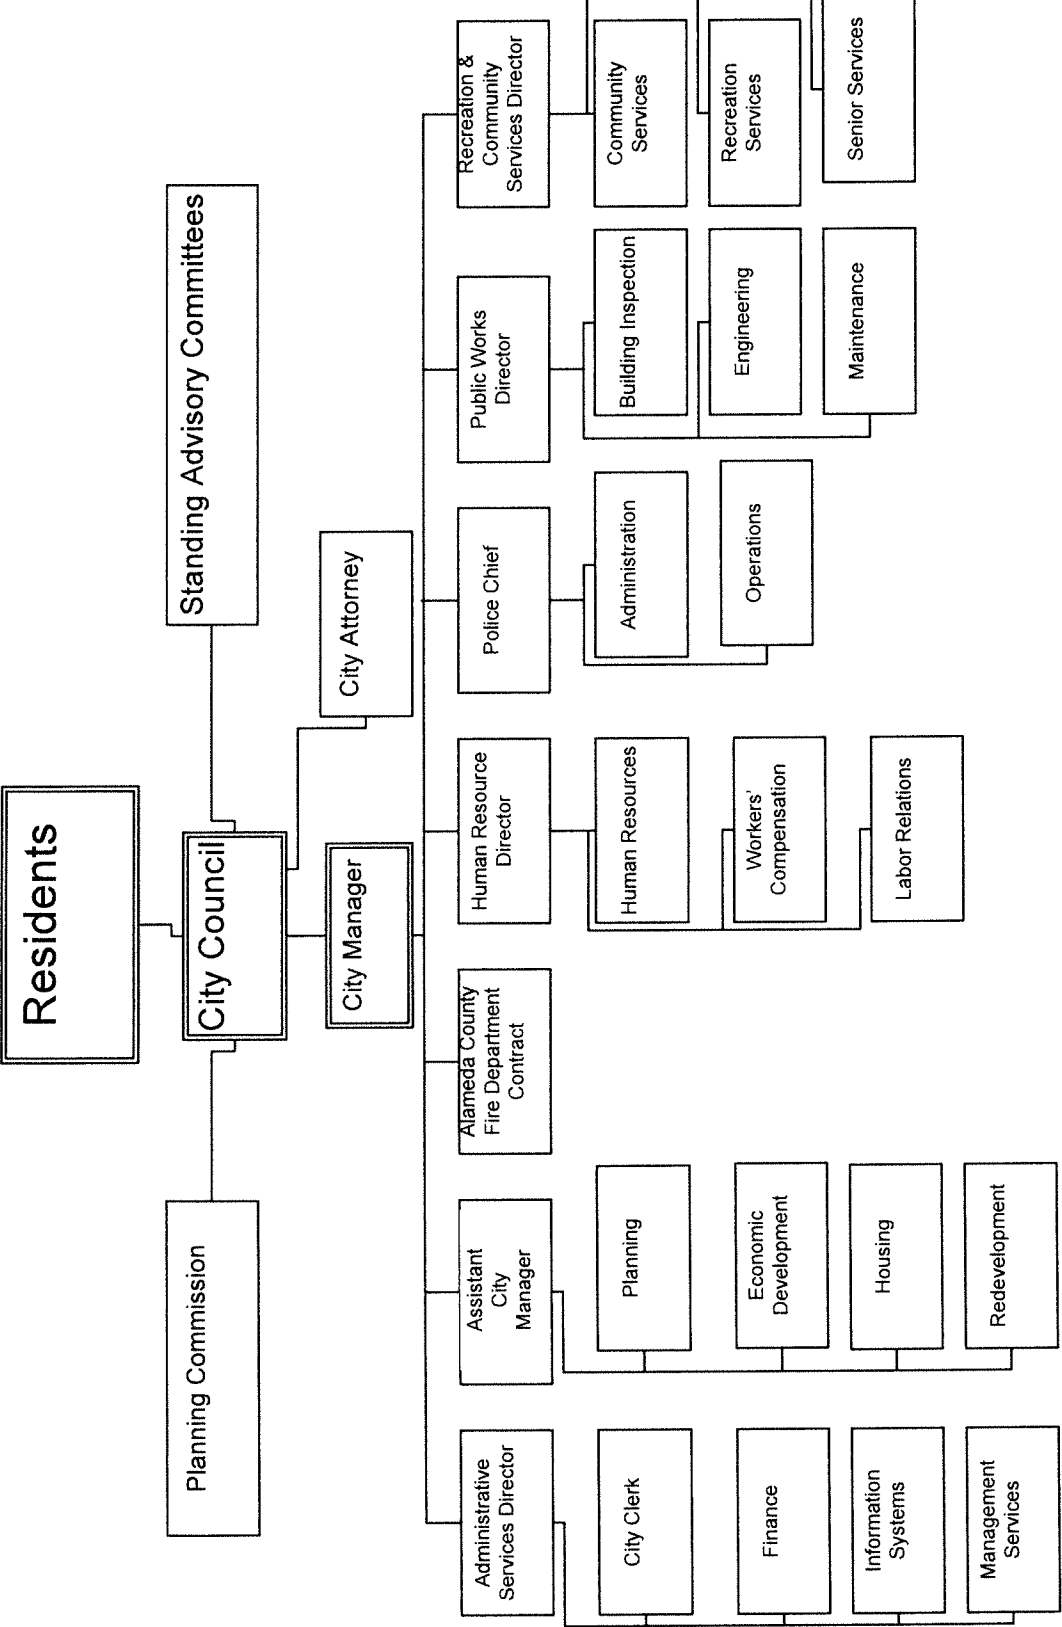 Residents
Planning Commission
City Council
Standing Advisory Committees
City Manager
City Attorney
Administrative
Services Director
City Clerk
Finance
Information
Systems
Management
Services
Assistant
City
Manager
Planning
Economic
Development
Housing
Redevelopment
Alameda County
Fire Department
Contract
Human Resource
Director
Human Resources
Workers'
Compensation
Labor Relations
Police Chief
Administration
Operations
Public Works
Director
Building Inspection
Engineering
Maintenance
Recreation &
Community
Services Director
Community
Services
Recreation
Services
Senior Services